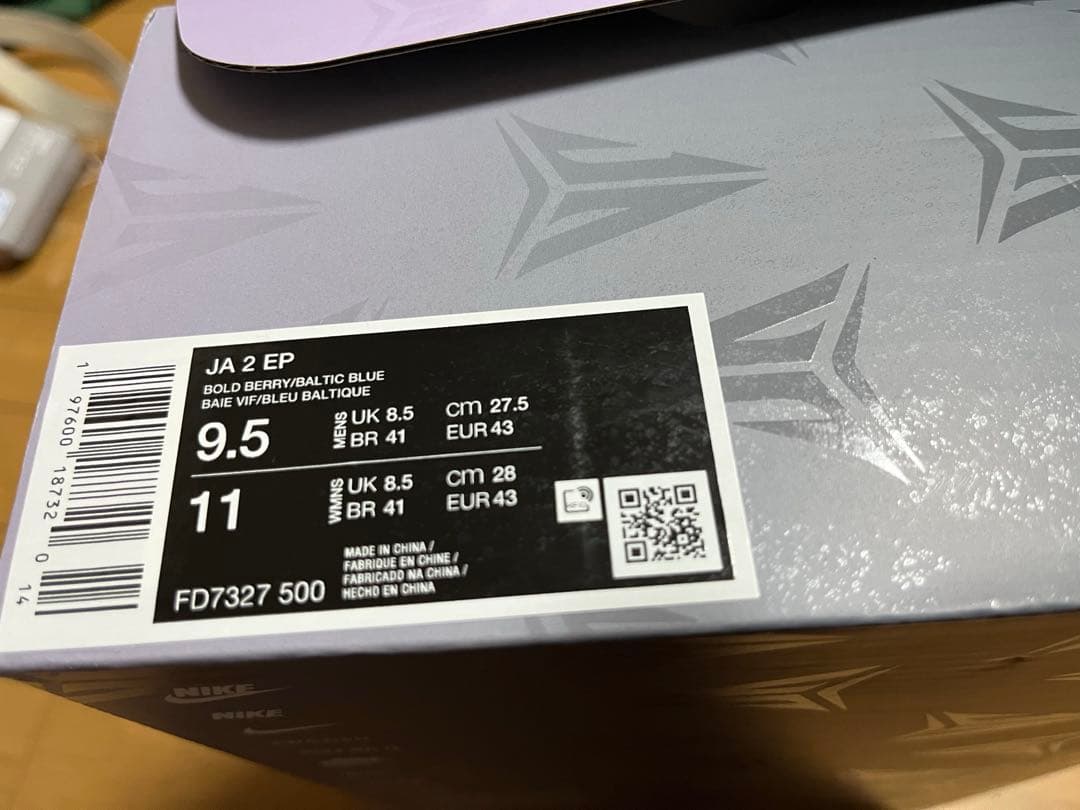 JA 2 EP
BOLD BERRY/BALTIC BLUE
BAIE VIF/BLEU BALTIQUE
9.5 MENS UK 8.5 cm 27.5
BR 41 EUR 43
11 WMNS UK 8.5 cm 28
BR 41 EUR 43
MADE IN CHINA /
FABRIQUE EN CHINE /
FABRICADO NA CHINA /
HECHO EN CHINA
FD7327 500
1 97600 18732 0 14
NIKE
NIKE